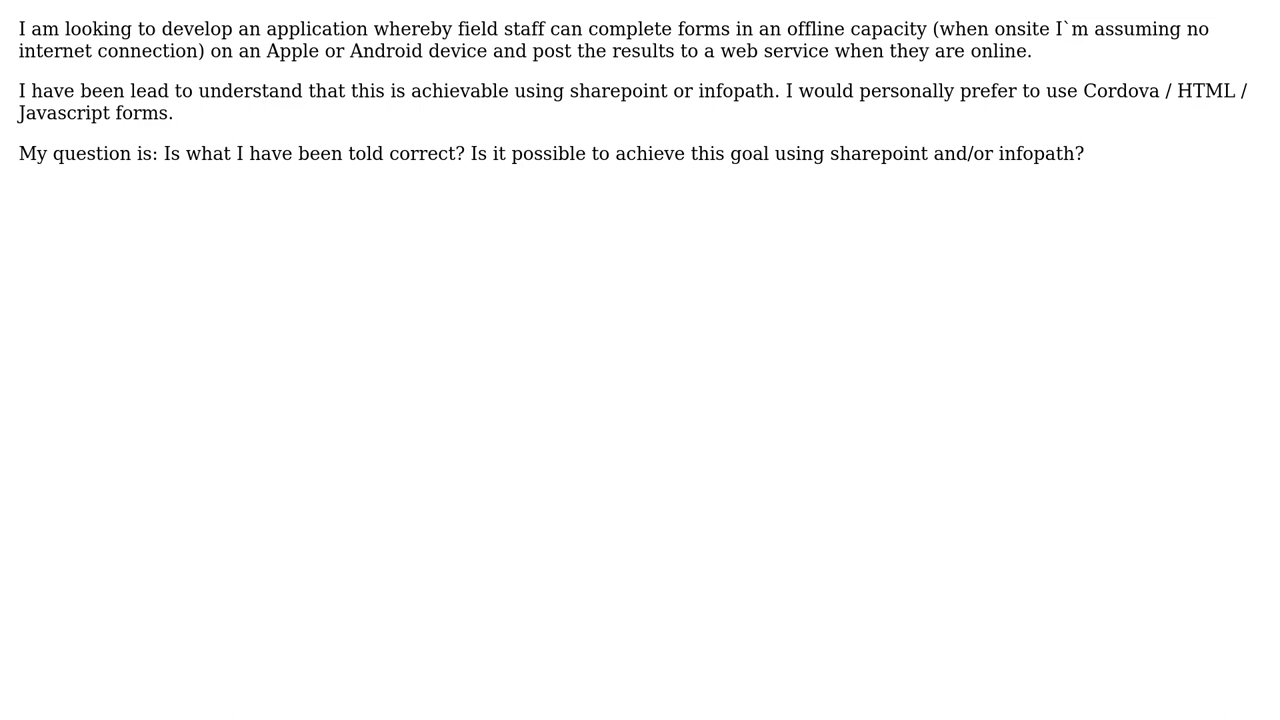 I am looking to develop an application whereby field staff can complete forms in an offline capacity (when onsite I`m assuming no
internet connection) on an Apple or Android device and post the results to a web service when they are online.
I have been lead to understand that this is achievable using sharepoint or infopath. I would personally prefer to use Cordova / HTML /
Javascript forms.
My question is: Is what I have been told correct? Is it possible to achieve this goal using sharepoint and/or infopath?